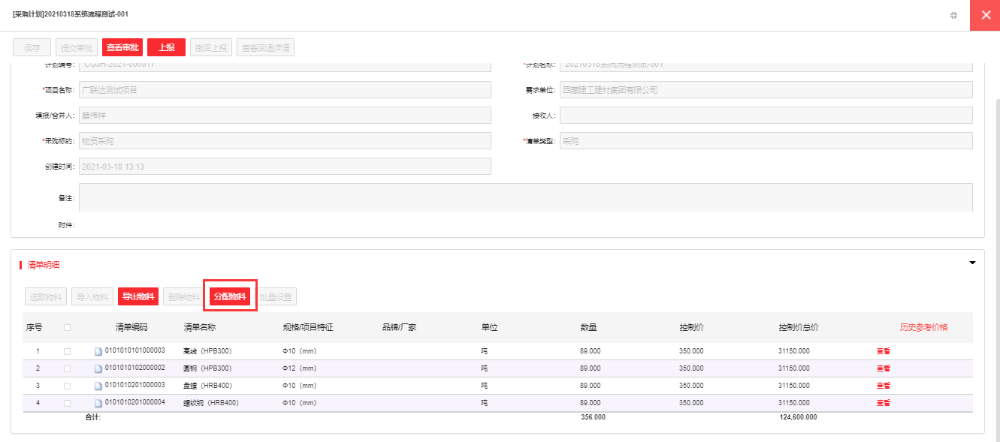 [采购计划]20210318系统流程测试-001
保存 提交审批 查看审批 上报 撤回上报 查看回退详情
计划编号: CGJH-2021-000011 *计划名称: 20210318系统流程测试-001
*项目名称: 广联达测试项目 需求单位: 西藏建工建材集团有限公司
填报/合并人: 蔡伟祥 接收人:
*采购标的: 物资采购 *清单类型: 采购
创建时间: 2021-03-18 13:13
备注:
附件:
清单明细
选取物料 导入物料 导出物料 删除物料 分配物料 批量设置
序号 清单编码 清单名称 规格/项目特征 品牌/厂家 单位 数量 控制价 控制价总价 历史参考价格
1 0101010101000003 高线（HPB300） Φ10（mm） 吨 89.000 350.000 31150.000 查看
2 0101010102000002 圆钢（HPB300） Φ12（mm） 吨 89.000 350.000 31150.000 查看
3 0101010201000003 盘螺（HRB400） Φ10（mm） 吨 89.000 350.000 31150.000 查看
4 0101010201000004 螺纹钢（HRB400） Φ10（mm） 吨 89.000 350.000 31150.000 查看
合计: 356.000 124,600.000